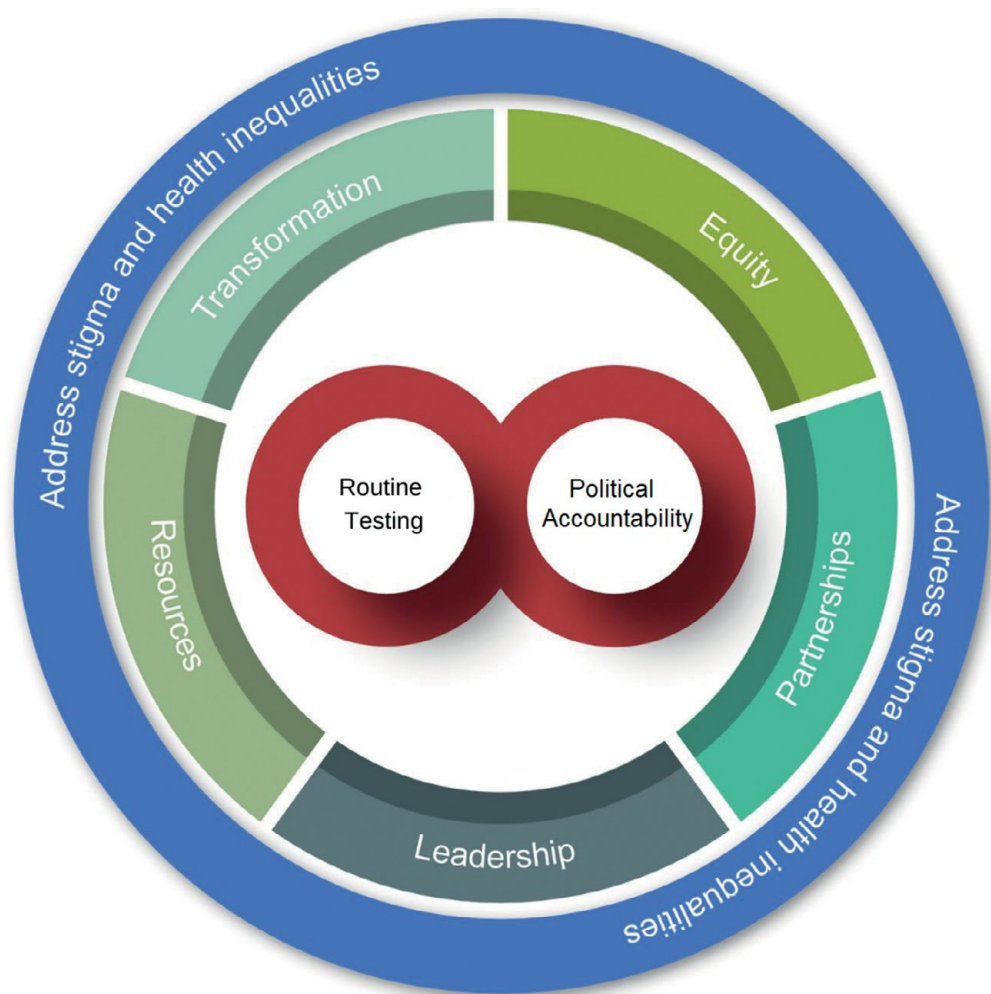 Address stigma and health inequalities
Transformation
Equity
Routine
Testing
Political
Accountability
Resources
Partnerships
Leadership
Address stigma and health inequalities